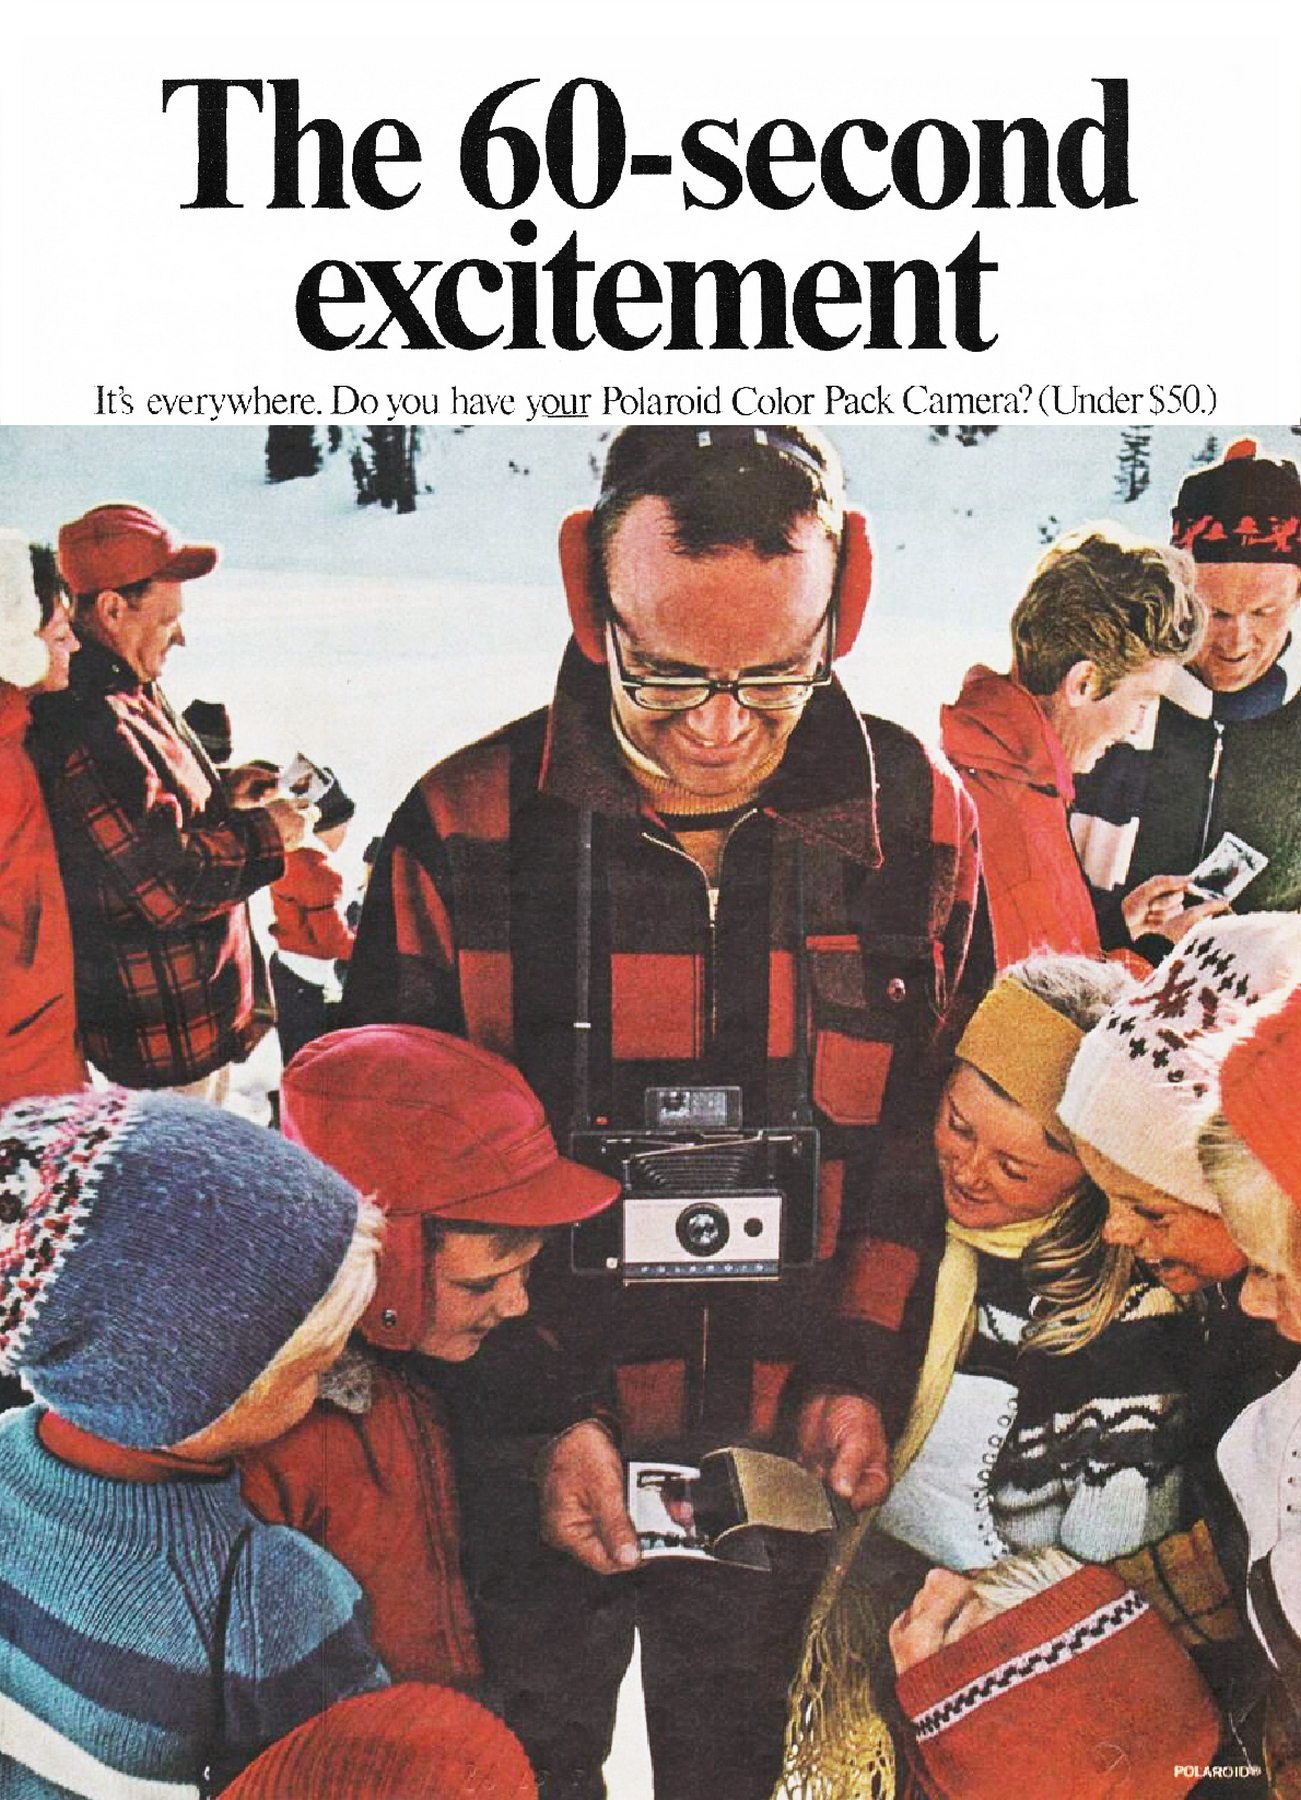 The 60-second
excitement
It's everywhere. Do you have your Polaroid Color Pack Camera? (Under $50.)
POLAROID®